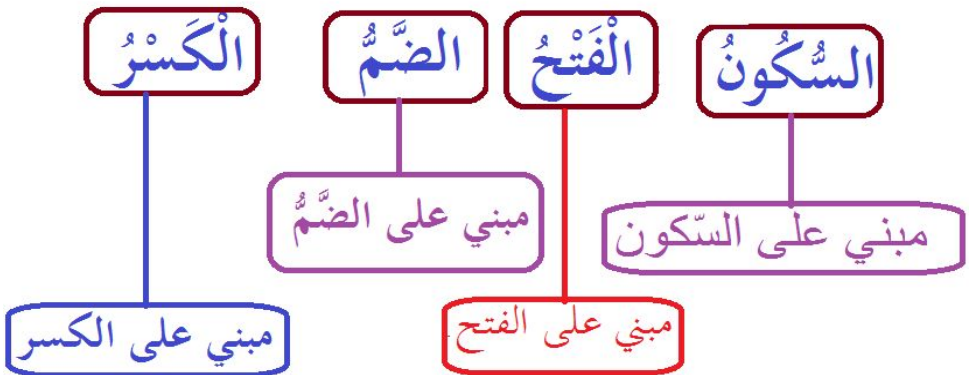 السُّكُونُ
الْفَتْحُ
الضَّمُّ
الْكَسْرُ
مبني على السّكون
مبني على الضَّمُّ
مبني على الفتح
مبني على الكسر